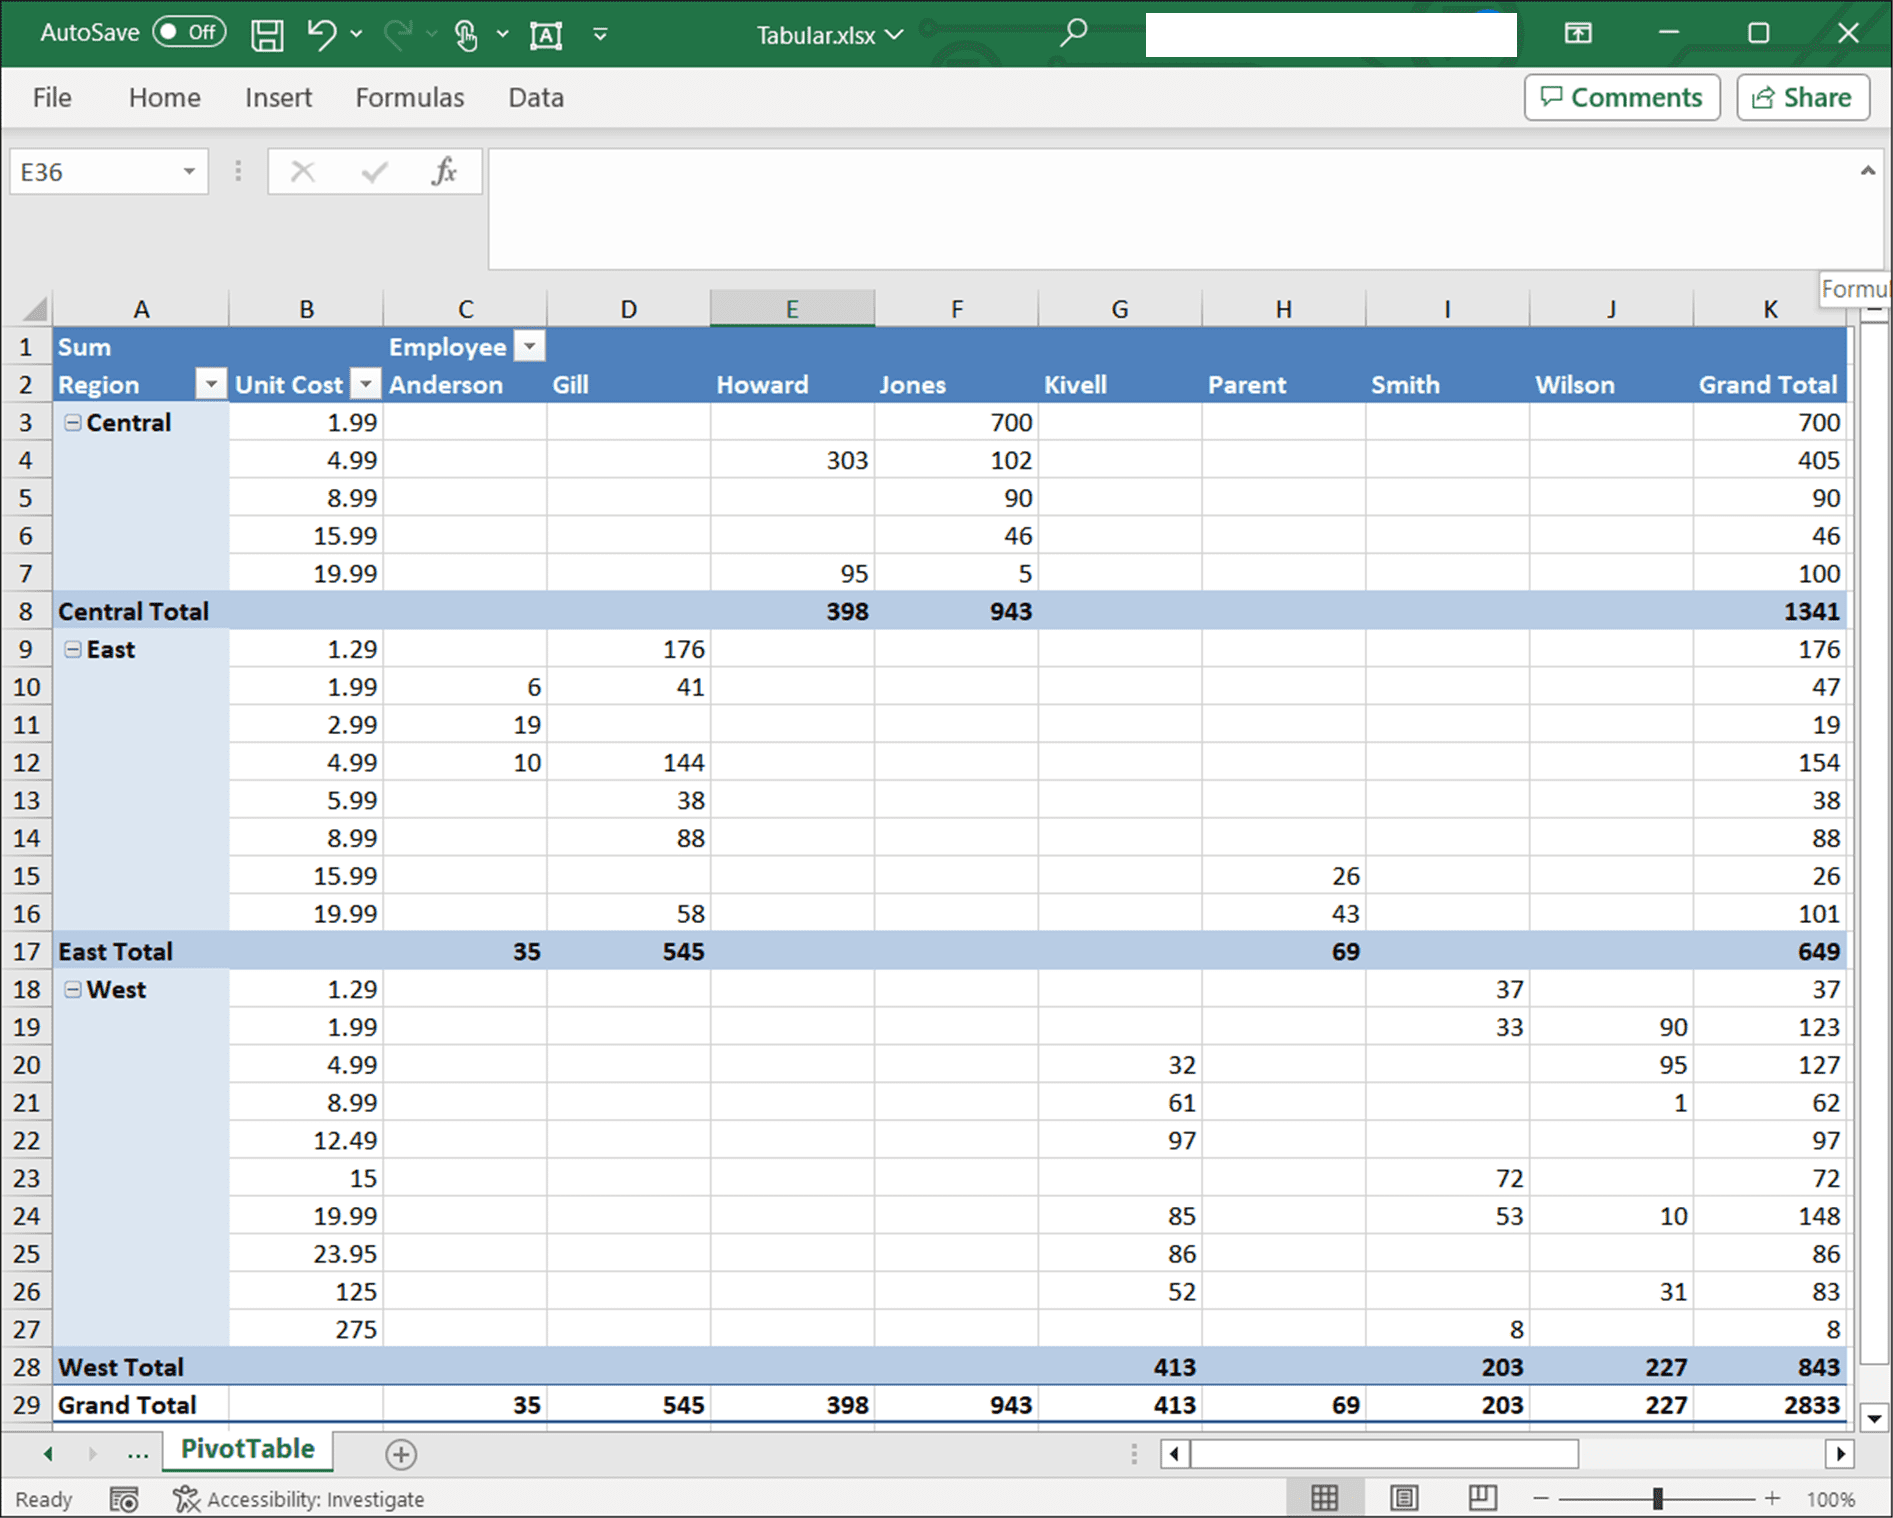 AutoSave Off Tabular.xlsx
File Home Insert Formulas Data Comments Share
E36 fx
Formul
A B C D E F G H I J K
1 Sum Employee
2 Region Unit Cost Anderson Gill Howard Jones Kivell Parent Smith Wilson Grand Total
3 Central 1.99 700 700
4 4.99 303 102 405
5 8.99 90 90
6 15.99 46 46
7 19.99 95 5 100
8 Central Total 398 943 1341
9 East 1.29 176 176
10 1.99 6 41 47
11 2.99 19 19
12 4.99 10 144 154
13 5.99 38 38
14 8.99 88 88
15 15.99 26 26
16 19.99 58 43 101
17 East Total 35 545 69 649
18 West 1.29 37 37
19 1.99 33 90 123
20 4.99 32 95 127
21 8.99 61 1 62
22 12.49 97 97
23 15 72 72
24 19.99 85 53 10 148
25 23.95 86 86
26 125 52 31 83
27 275 8 8
28 West Total 413 203 227 843
29 Grand Total 35 545 398 943 413 69 203 227 2833
... PivotTable
Ready Accessibility: Investigate 100%